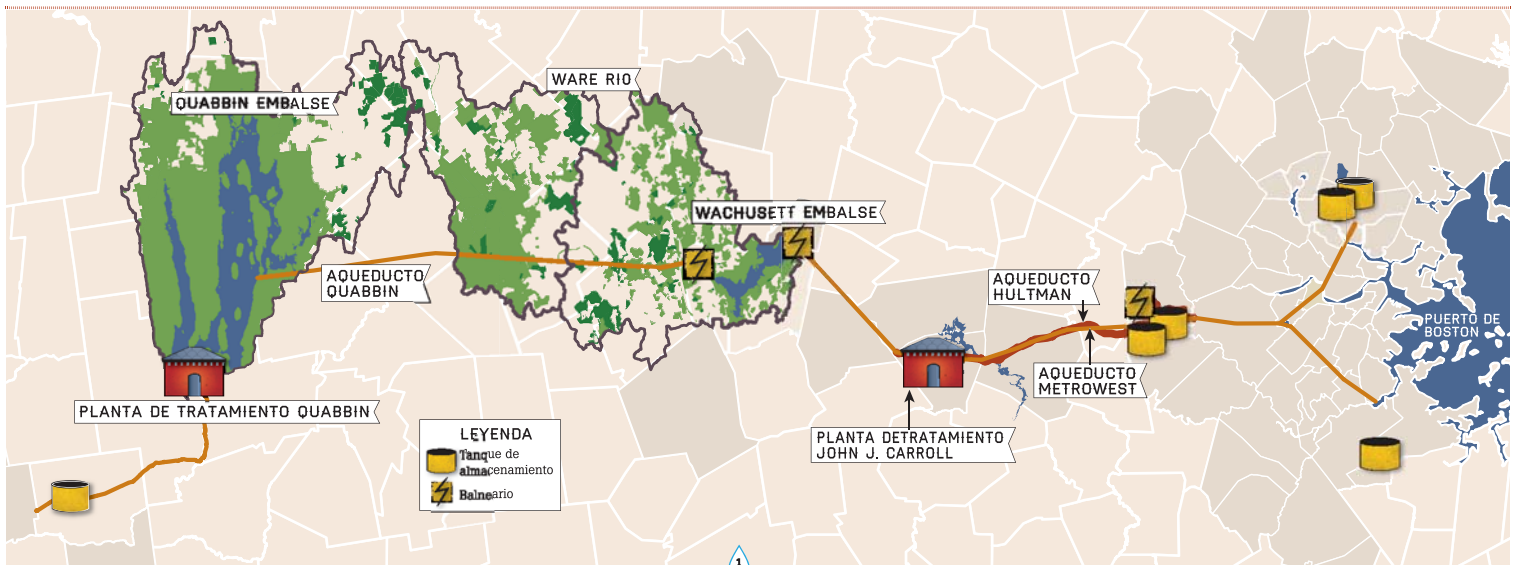 WARE RIO
QUABBIN EMBALSE
WACHUSETT EMBALSE
AQUEDUCTO
QUABBIN
AQUEDUCTO
HULTMAN
PUERTO DE
BOSTON
AQUEDUCTO
METROWEST
PLANTA DE TRATAMIENTO QUABBIN
PLANTA DETRATAMIENTO
JOHN J. CARROLL
LEYENDA
Tanque de
almacenamiento
Balneario
1